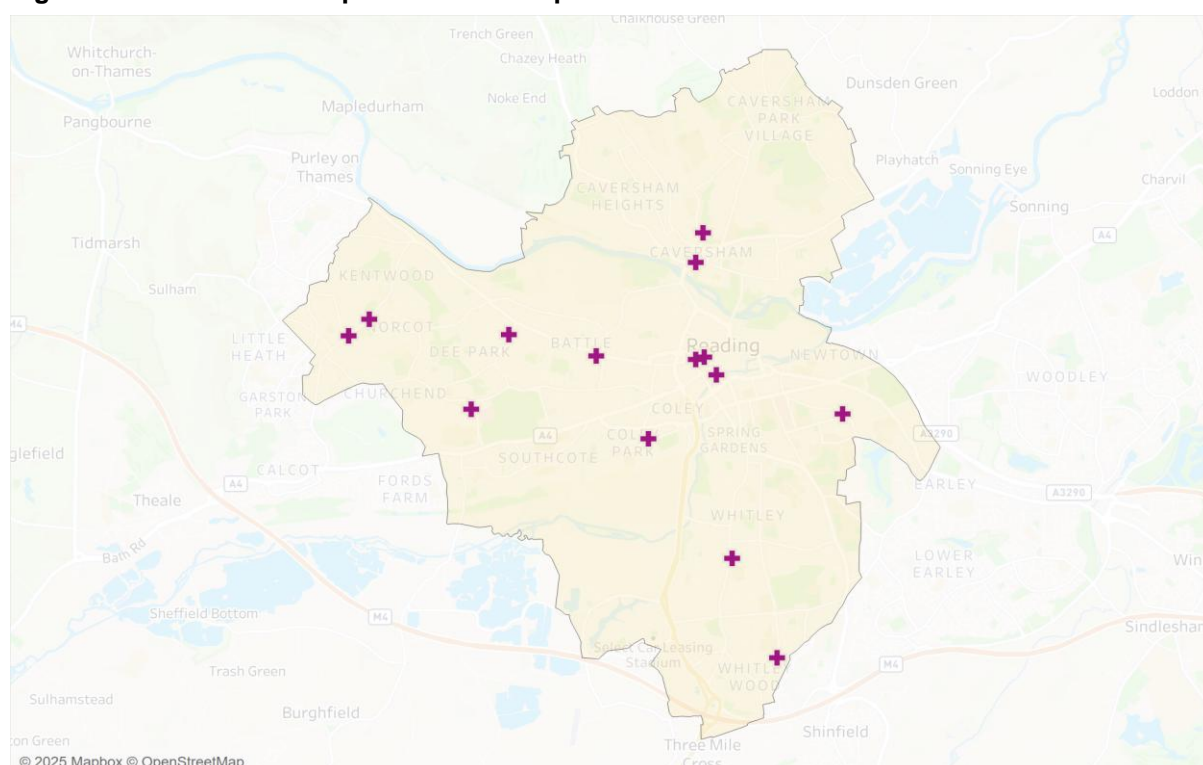 Chalkhouse Green
Trench Green
Whitchurch-
on-Thames
Chazey Heath
Dunsden Green
Loddon
Noke End
Mapledurham
CAVERSHAM
PARK
VILLAGE
Pangbourne
Purley on
Thames
Playhatch
Sonning Eye
Charvil
CAVERSHAM
HEIGHTS
Sonning
A4
Tidmarsh
CAVERSHAM
KENTWOOD
Sulham
M4
LITTLE
HEATH
DEE PARK
BATTLE
Reading
NEWTOWN
WOODLEY
GARSTON
PARK
CHURCHEND
COLEY
A4
COLEY
PARK
SPRING
GARDENS
A3290
SOUTHCOTE
glefield
CALCOT
A4
FORDS
FARM
EARLEY
A3290
Theale
WHITLEY
Bath Rd
LOWER
EARLEY
Win
Sheffield Bottom
M4
Sindlesha
Select Car Leasing
Stadium
Trash Green
WHITLEY
WOOD
M4
Sulhamstead
Burghfield
Shinfield
ton Green
Three Mile
Cross
© 2025 Mapbox © OpenStreetMap